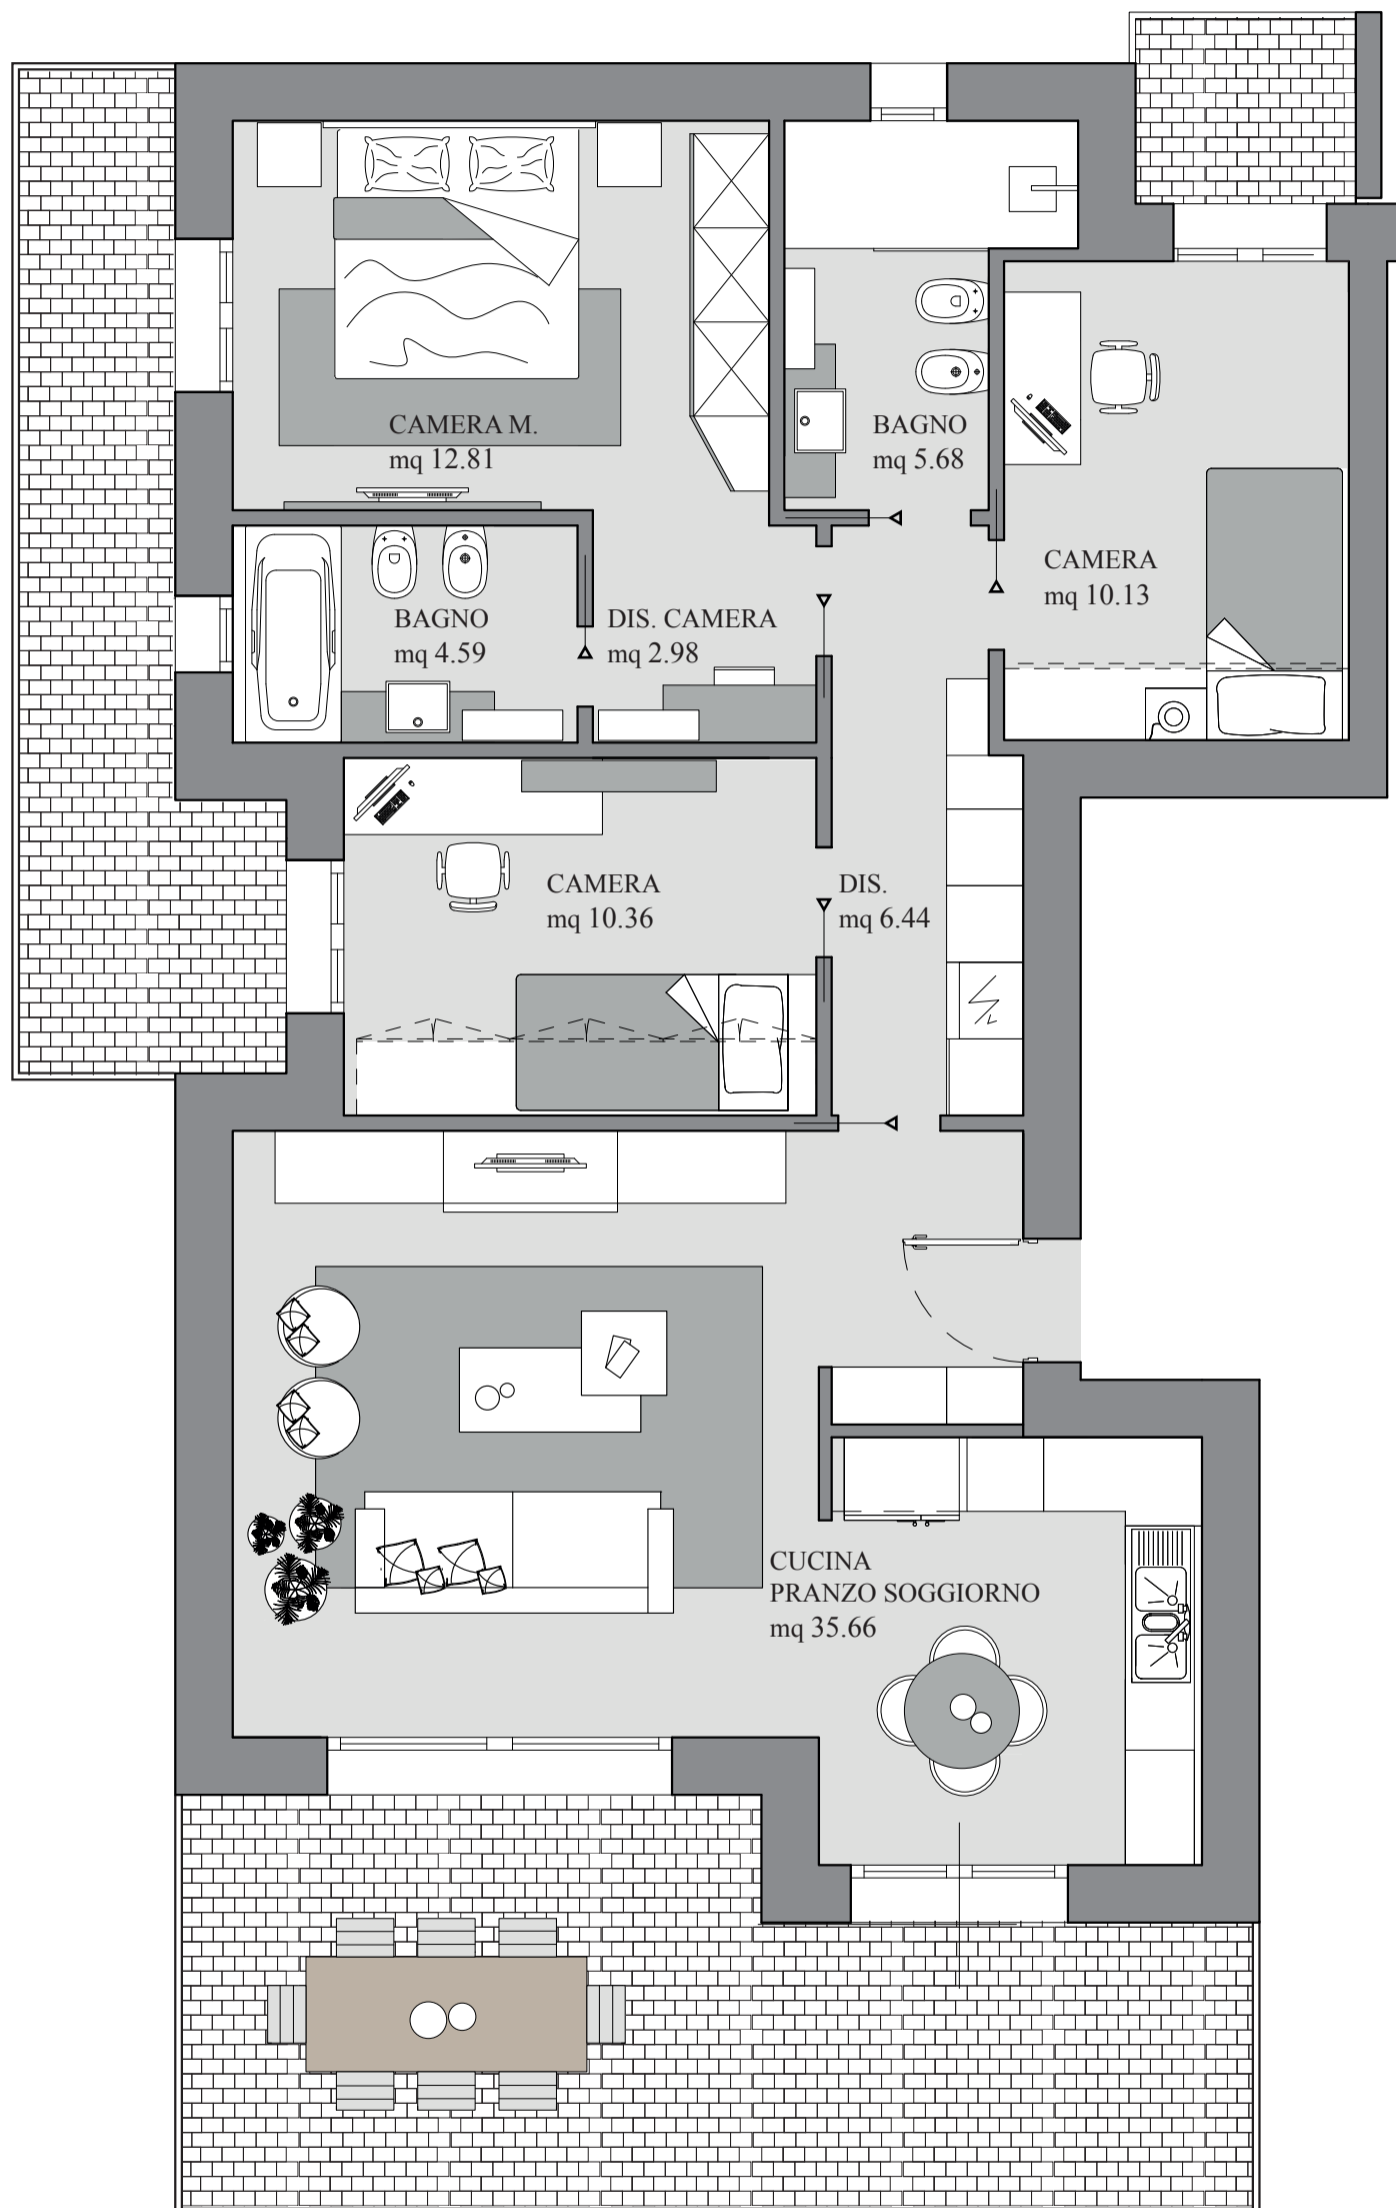 CAMERA M.
mq 12.81
BAGNO
mq 5.68
CAMERA
mq 10.13
BAGNO
mq 4.59
DIS. CAMERA
mq 2.98
CAMERA
mq 10.36
DIS.
mq 6.44
CUCINA
PRANZO SOGGIORNO
mq 35.66